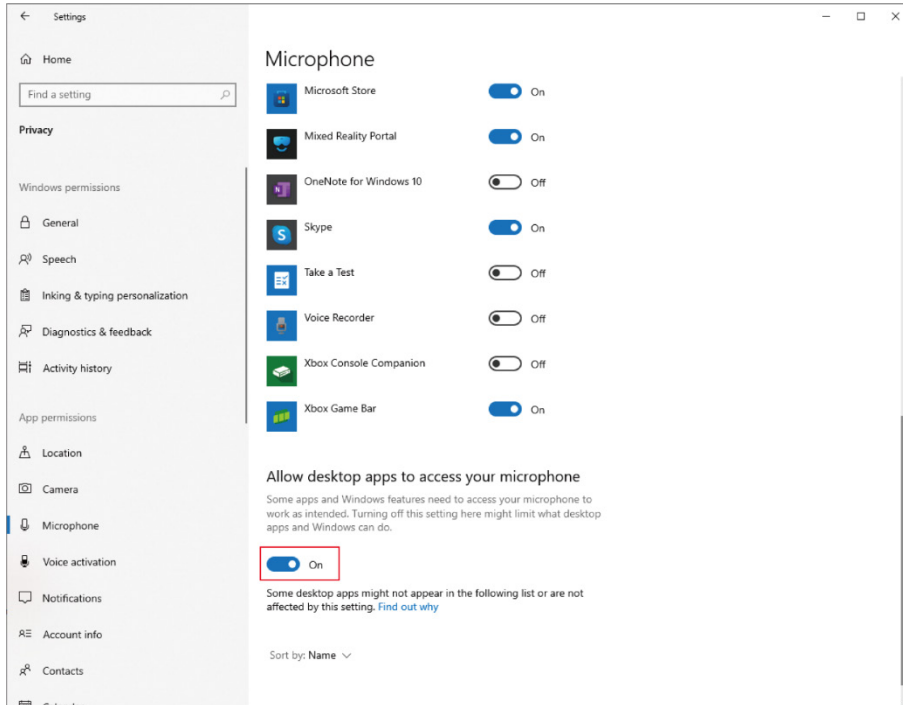 Settings
Home
Find a setting
Privacy
Windows permissions
General
Speech
Inking & typing personalization
Diagnostics & feedback
Activity history
App permissions
Location
Camera
Microphone
Voice activation
Notifications
Account info
Contacts
Microphone
Microsoft Store On
Mixed Reality Portal On
OneNote for Windows 10 Off
Skype On
Take a Test Off
Voice Recorder Off
Xbox Console Companion Off
Xbox Game Bar On
Allow desktop apps to access your microphone
Some apps and Windows features need to access your microphone to
work as intended. Turning off this setting here might limit what desktop
apps and Windows can do.
On
Some desktop apps might not appear in the following list or are not
affected by this setting. Find out why
Sort by: Name